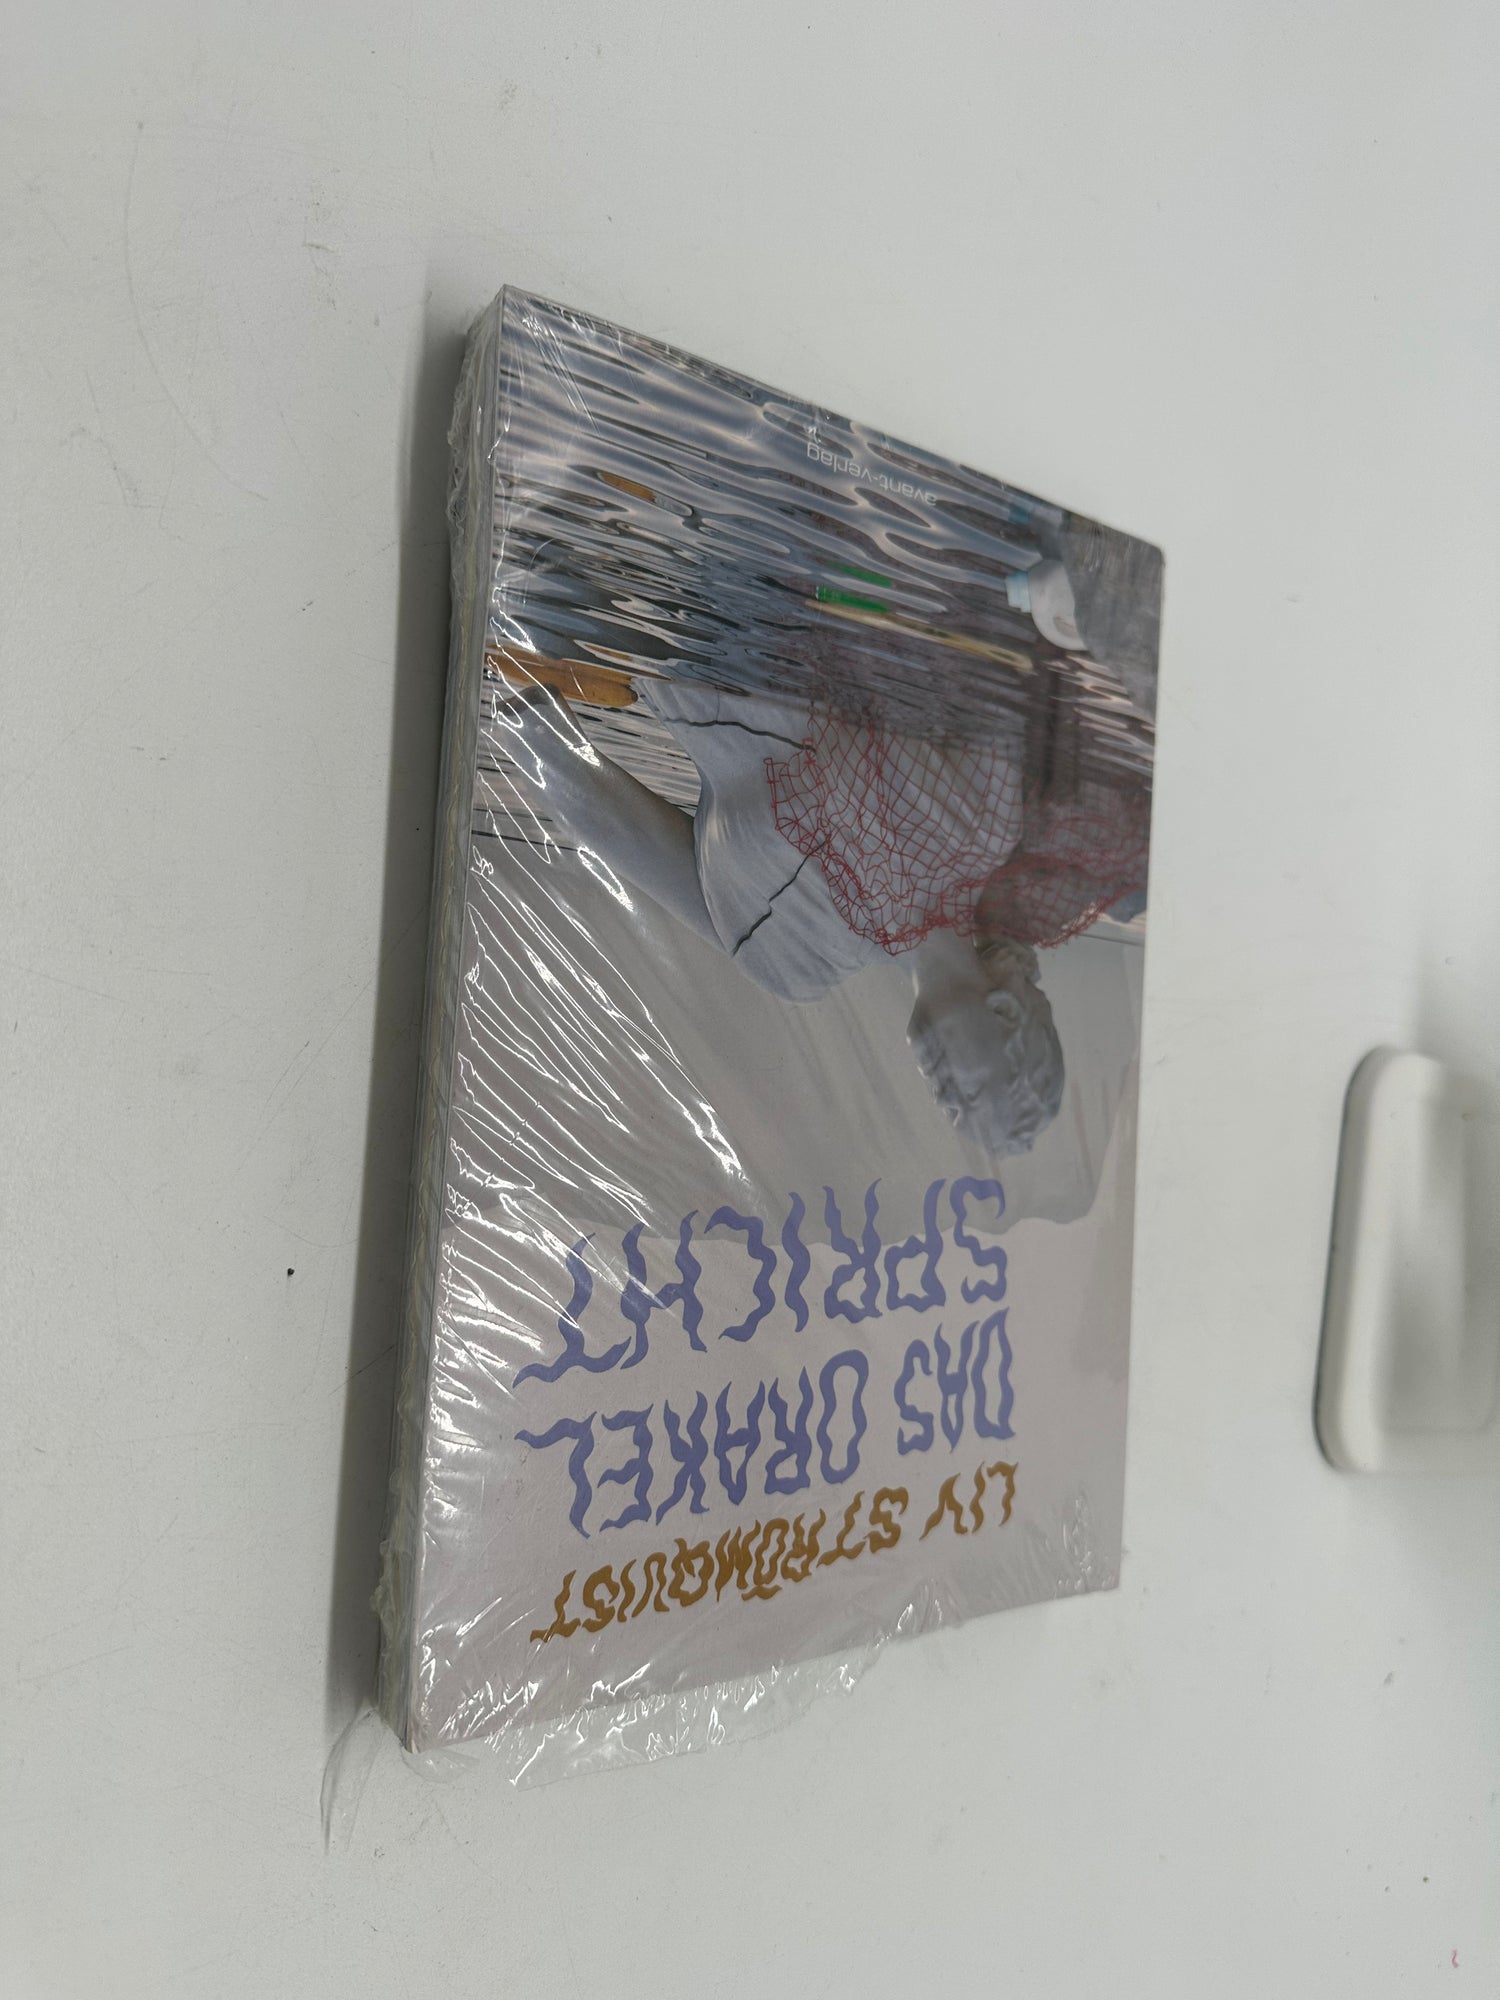 LIV STRÖMQUIST
DAS ORAKEL
SPRICHT
avant-verlag